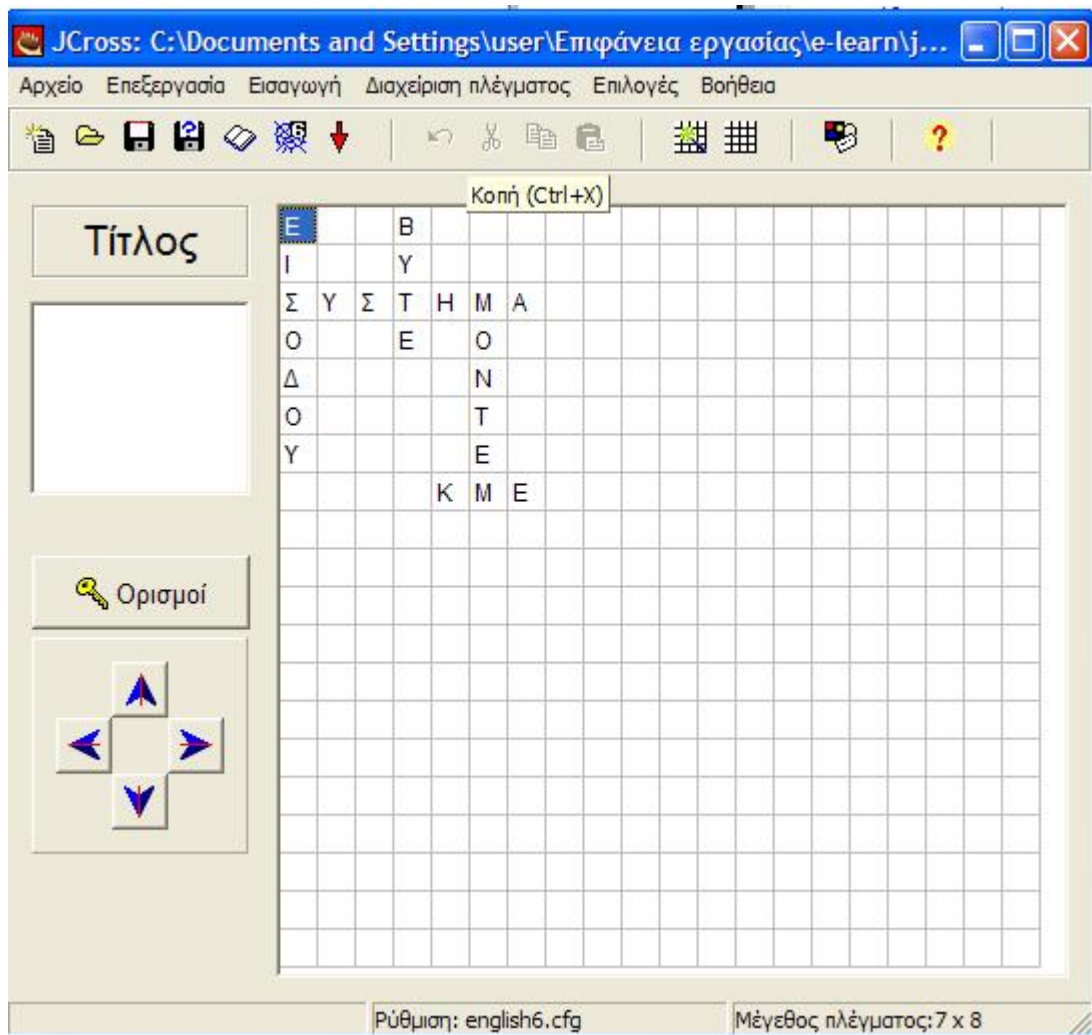 JCross: C:\Documents and Settings\user\Επιφάνεια εργασίας\e-learn\j...
Αρχείο Επεξεργασία Εισαγωγή Διαχείριση πλέγματος Επιλογές Βοήθεια
Κοπή (Ctrl+X)
Τίτλος
Ε Β
Ι Υ
Σ Υ Σ Τ Η Μ Α
Ο Ε Ο
Δ Ν
Ο Τ
Υ Ε
Κ Μ Ε
Ορισμοί
Ρύθμιση: english6.cfg Μέγεθος πλέγματος:7 x 8